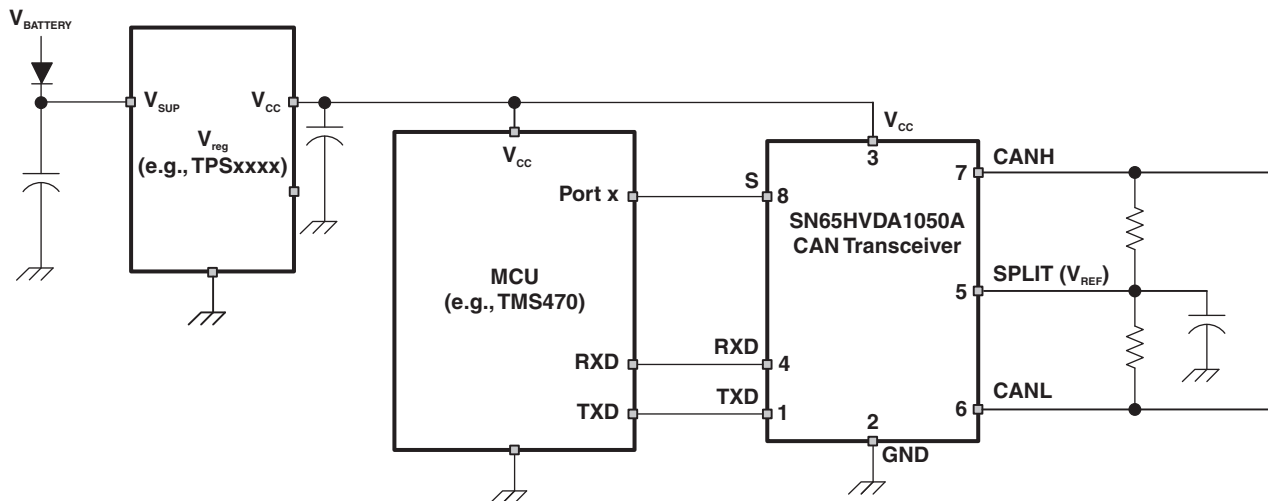 V_BATTERY
V_SUP
V_CC
V_reg
(e.g., TPSxxxx)
V_CC
Port x
MCU
(e.g., TMS470)
RXD
TXD
S
8
RXD
4
TXD
1
V_CC
3
SN65HVDA1050A
CAN Transceiver
2
GND
7
CANH
5
SPLIT (V_REF)
6
CANL